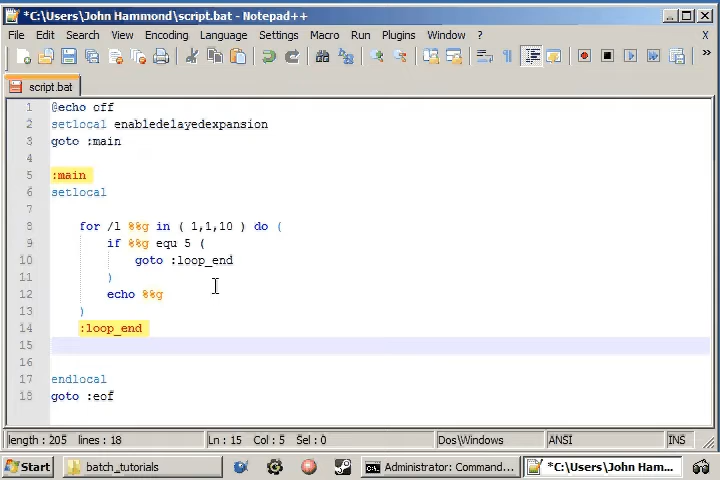 *C:\Users\John Hammond\script.bat - Notepad++
File Edit Search View Encoding Language Settings Macro Run Plugins Window ? X
script.bat
1 @echo off
2 setlocal enabledelayedexpansion
3 goto :main
4
5 :main
6 setlocal
7
8 for /l %%g in ( 1,1,10 ) do (
9 if %%g equ 5 (
10 goto :loop_end
11 )
12 echo %%g
13 )
14 :loop_end
15
16
17 endlocal
18 goto :eof
length : 205 lines : 18 Ln : 15 Col : 5 Sel : 0 Dos\Windows ANSI INS
Start batch_tutorials Administrator: Command... *C:\Users\John Hamm...